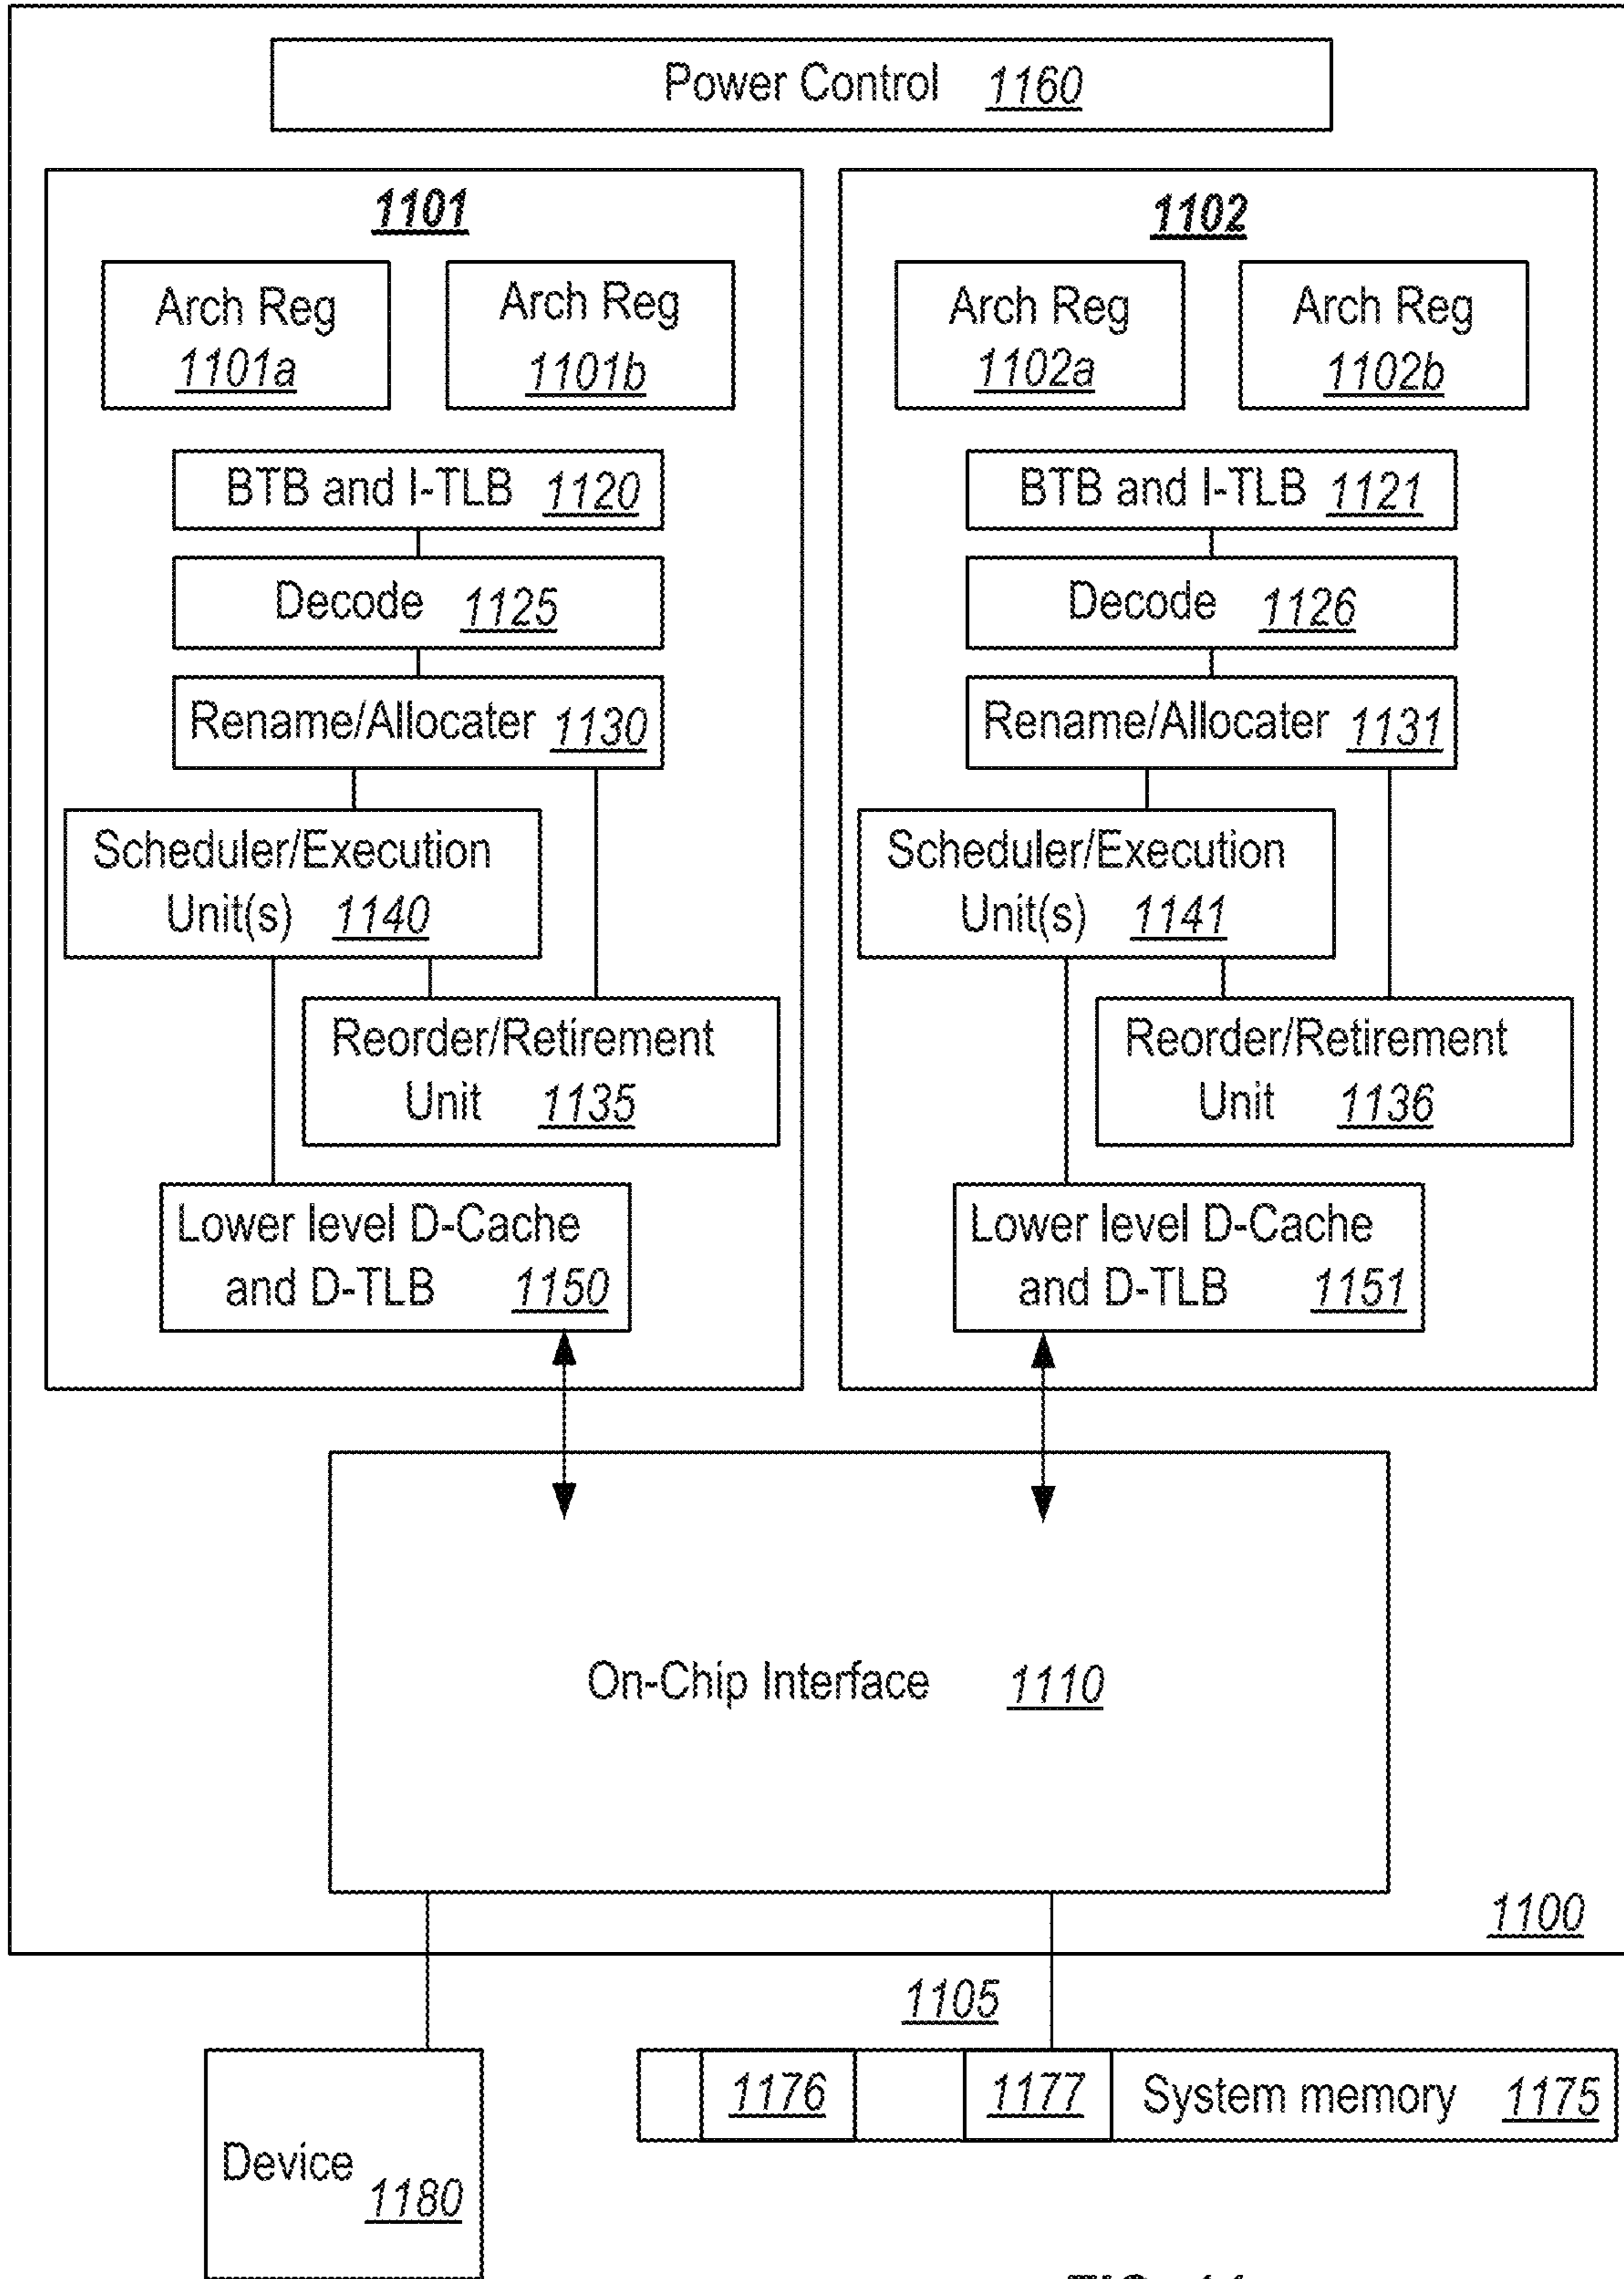 Power Control 1160
1101
Arch Reg
1101a
Arch Reg
1101b
BTB and I-TLB 1120
Decode 1125
Rename/Allocater 1130
Scheduler/Execution
Unit(s) 1140
Reorder/Retirement
Unit 1135
Lower level D-Cache
and D-TLB 1150
1102
Arch Reg
1102a
Arch Reg
1102b
BTB and I-TLB 1121
Decode 1126
Rename/Allocater 1131
Scheduler/Execution
Unit(s) 1141
Reorder/Retirement
Unit 1136
Lower level D-Cache
and D-TLB 1151
On-Chip Interface 1110
1100
1105
1176 1177 System memory 1175
Device 1180